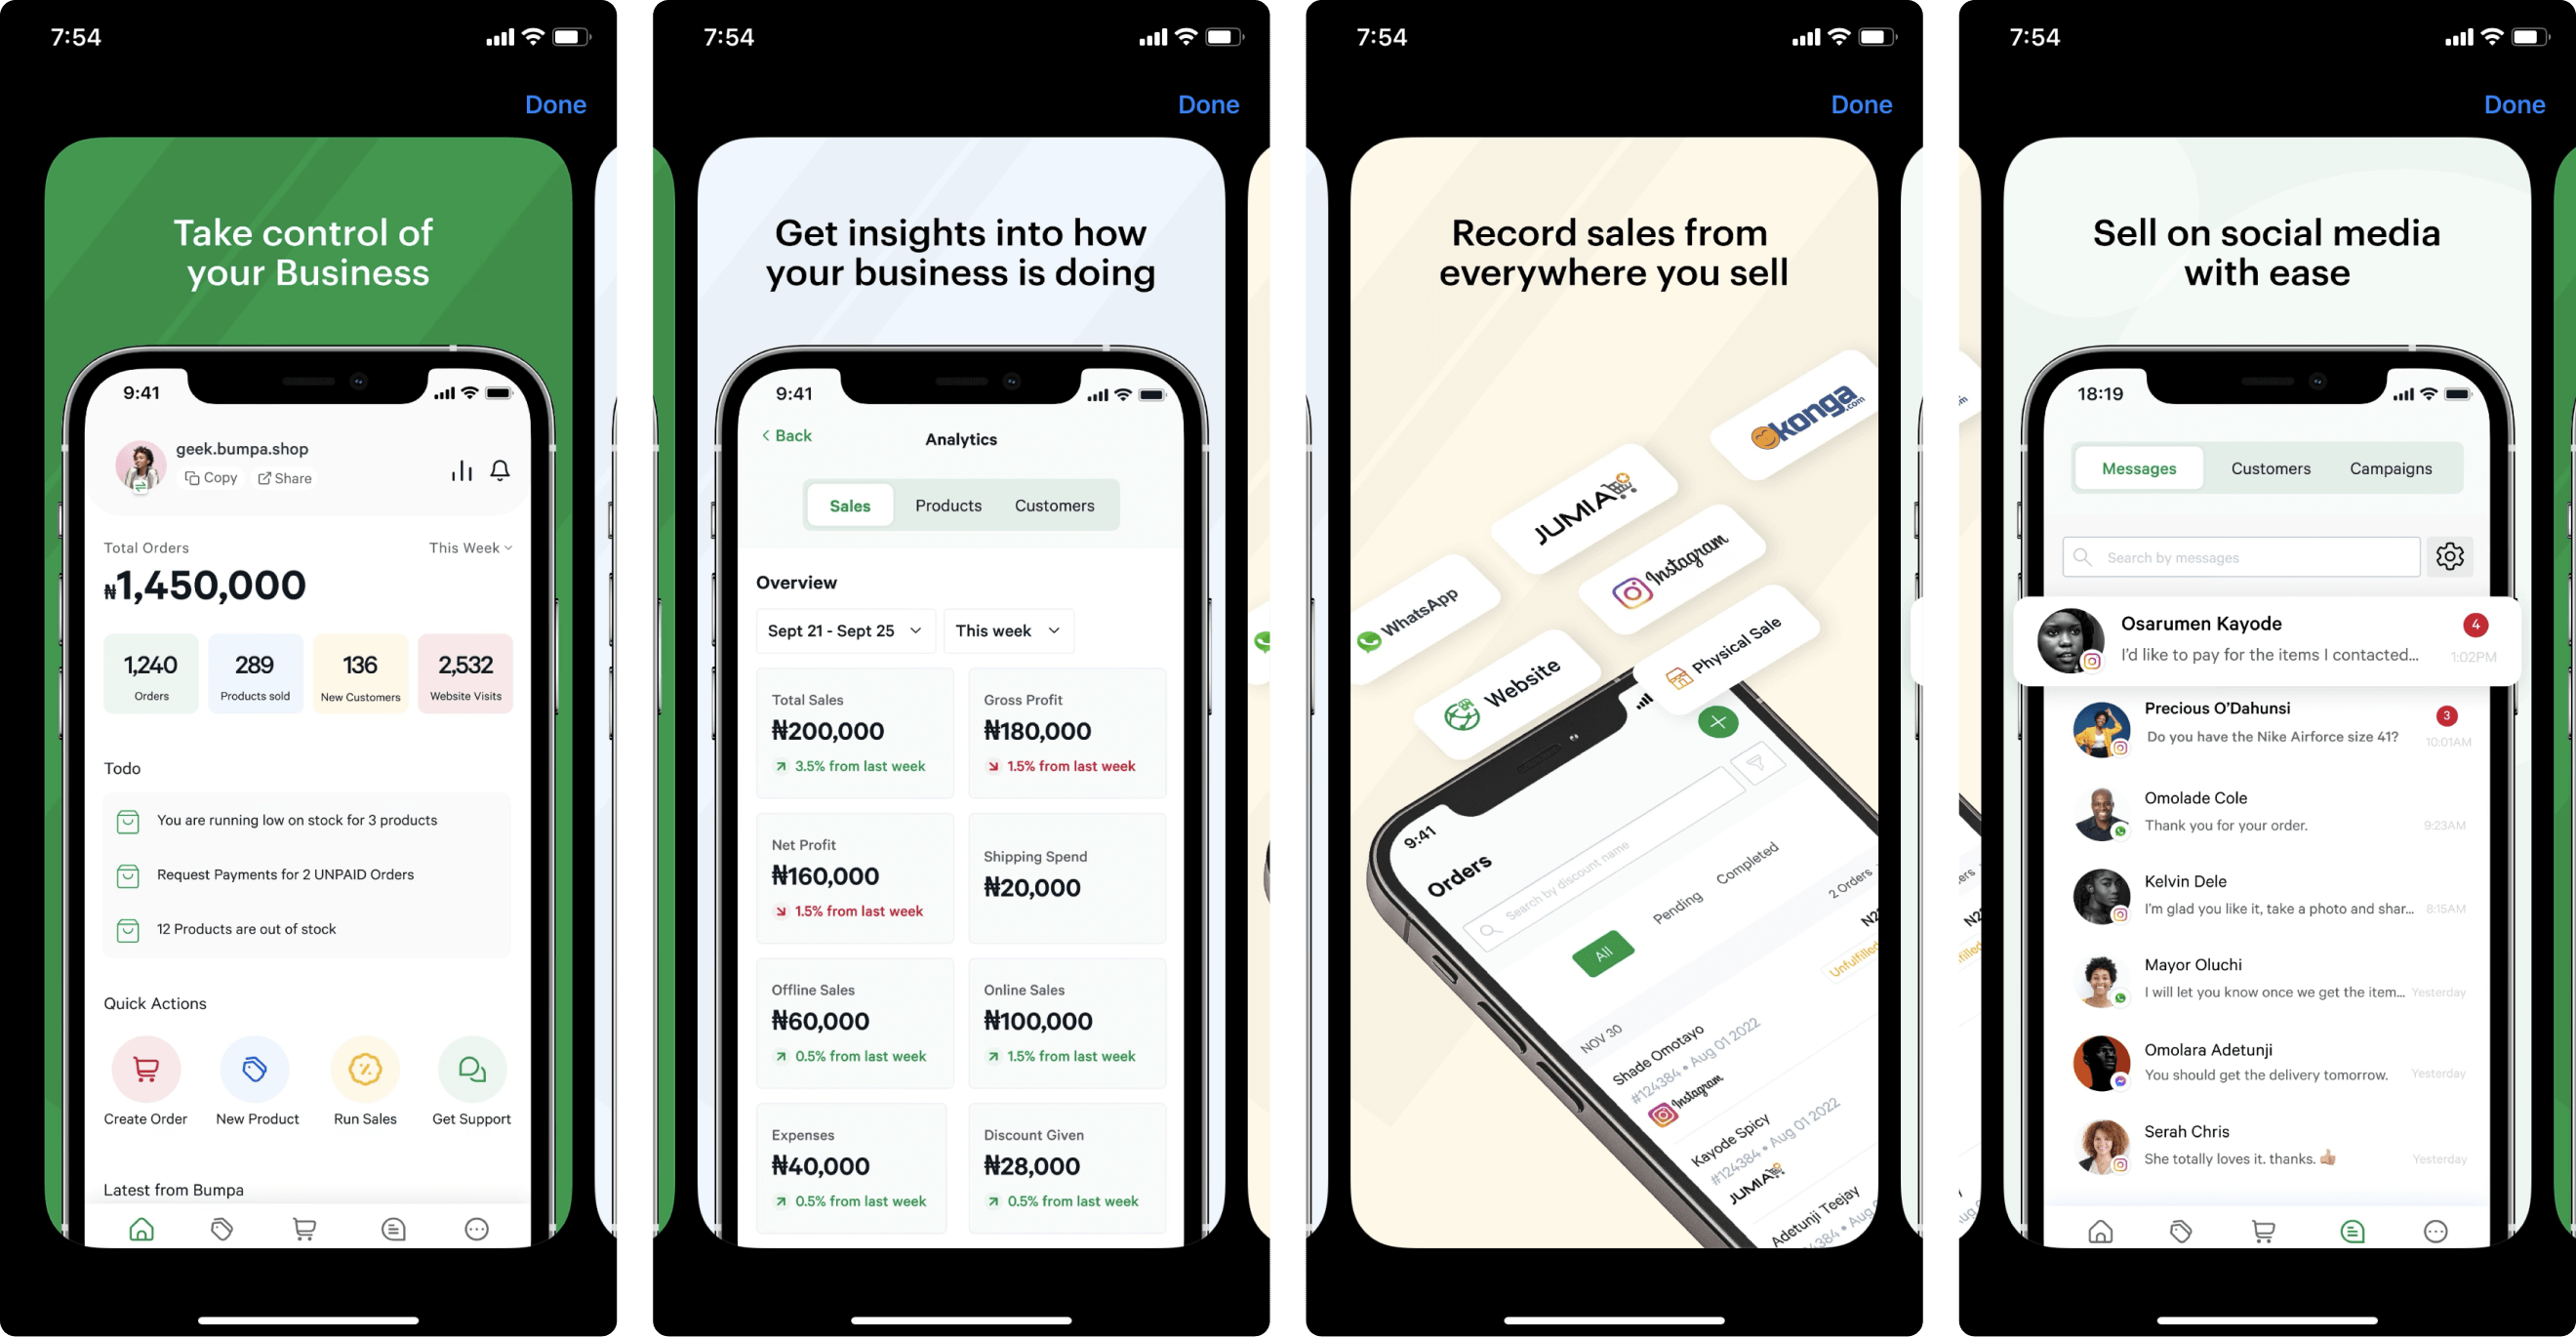 7:54
Done
Take control of
your Business
9:41
geek.bumpa.shop
Copy
Share
Total Orders
This Week
₦1,450,000
1,240
Orders
289
Products sold
136
New Customers
2,532
Website Visits
Todo
You are running low on stock for 3 products
Request Payments for 2 UNPAID Orders
12 Products are out of stock
Quick Actions
Create Order
New Product
Run Sales
Get Support
Latest from Bumpa
7:54
Done
Get insights into how
your business is doing
9:41
Back
Analytics
Sales
Products
Customers
Overview
Sept 21 - Sept 25
This week
Total Sales
₦200,000
3.5% from last week
Gross Profit
₦180,000
1.5% from last week
Net Profit
₦160,000
1.5% from last week
Shipping Spend
₦20,000
Offline Sales
₦60,000
0.5% from last week
Online Sales
₦100,000
1.5% from last week
Expenses
₦40,000
0.5% from last week
Discount Given
₦28,000
0.5% from last week
7:54
Done
Record sales from
everywhere you sell
konga.com
JUMIA
Instagram
WhatsApp
Physical Sale
Website
9:41
Orders
Search by discount name
All
Pending
Completed
NOV 30
2 Orders
Unfulfilled
Shade Omotayo
#124384 • Aug 01 2022
Instagram
Kayode Spicy
#124384 • Aug 01 2022
JUMIA
Adetunji Teejay
7:54
Done
Sell on social media
with ease
18:19
Messages
Customers
Campaigns
Search by messages
Osarumen Kayode
4
I'd like to pay for the items I contacted...
1:02PM
Precious O'Dahunsi
3
Do you have the Nike Airforce size 41?
10:01AM
Omolade Cole
Thank you for your order.
9:23AM
Kelvin Dele
I'm glad you like it, take a photo and shar...
8:15AM
Mayor Oluchi
I will let you know once we get the item...
Yesterday
Omolara Adetunji
You should get the delivery tomorrow.
Yesterday
Serah Chris
She totally loves it. thanks. 👍🏼
Yesterday